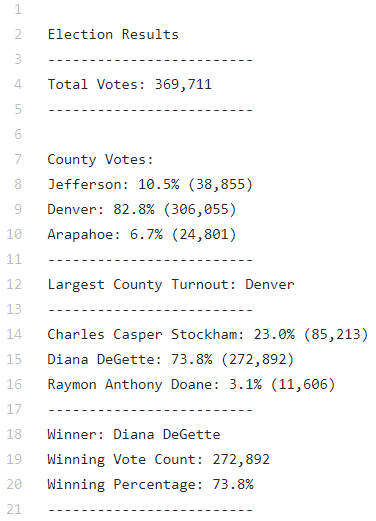 1
2 Election Results
3 -------------------------
4 Total Votes: 369,711
5 -------------------------
6
7 County Votes:
8 Jefferson: 10.5% (38,855)
9 Denver: 82.8% (306,055)
10 Arapahoe: 6.7% (24,801)
11 -------------------------
12 Largest County Turnout: Denver
13 -------------------------
14 Charles Casper Stockham: 23.0% (85,213)
15 Diana DeGette: 73.8% (272,892)
16 Raymon Anthony Doane: 3.1% (11,606)
17 -------------------------
18 Winner: Diana DeGette
19 Winning Vote Count: 272,892
20 Winning Percentage: 73.8%
21 -------------------------